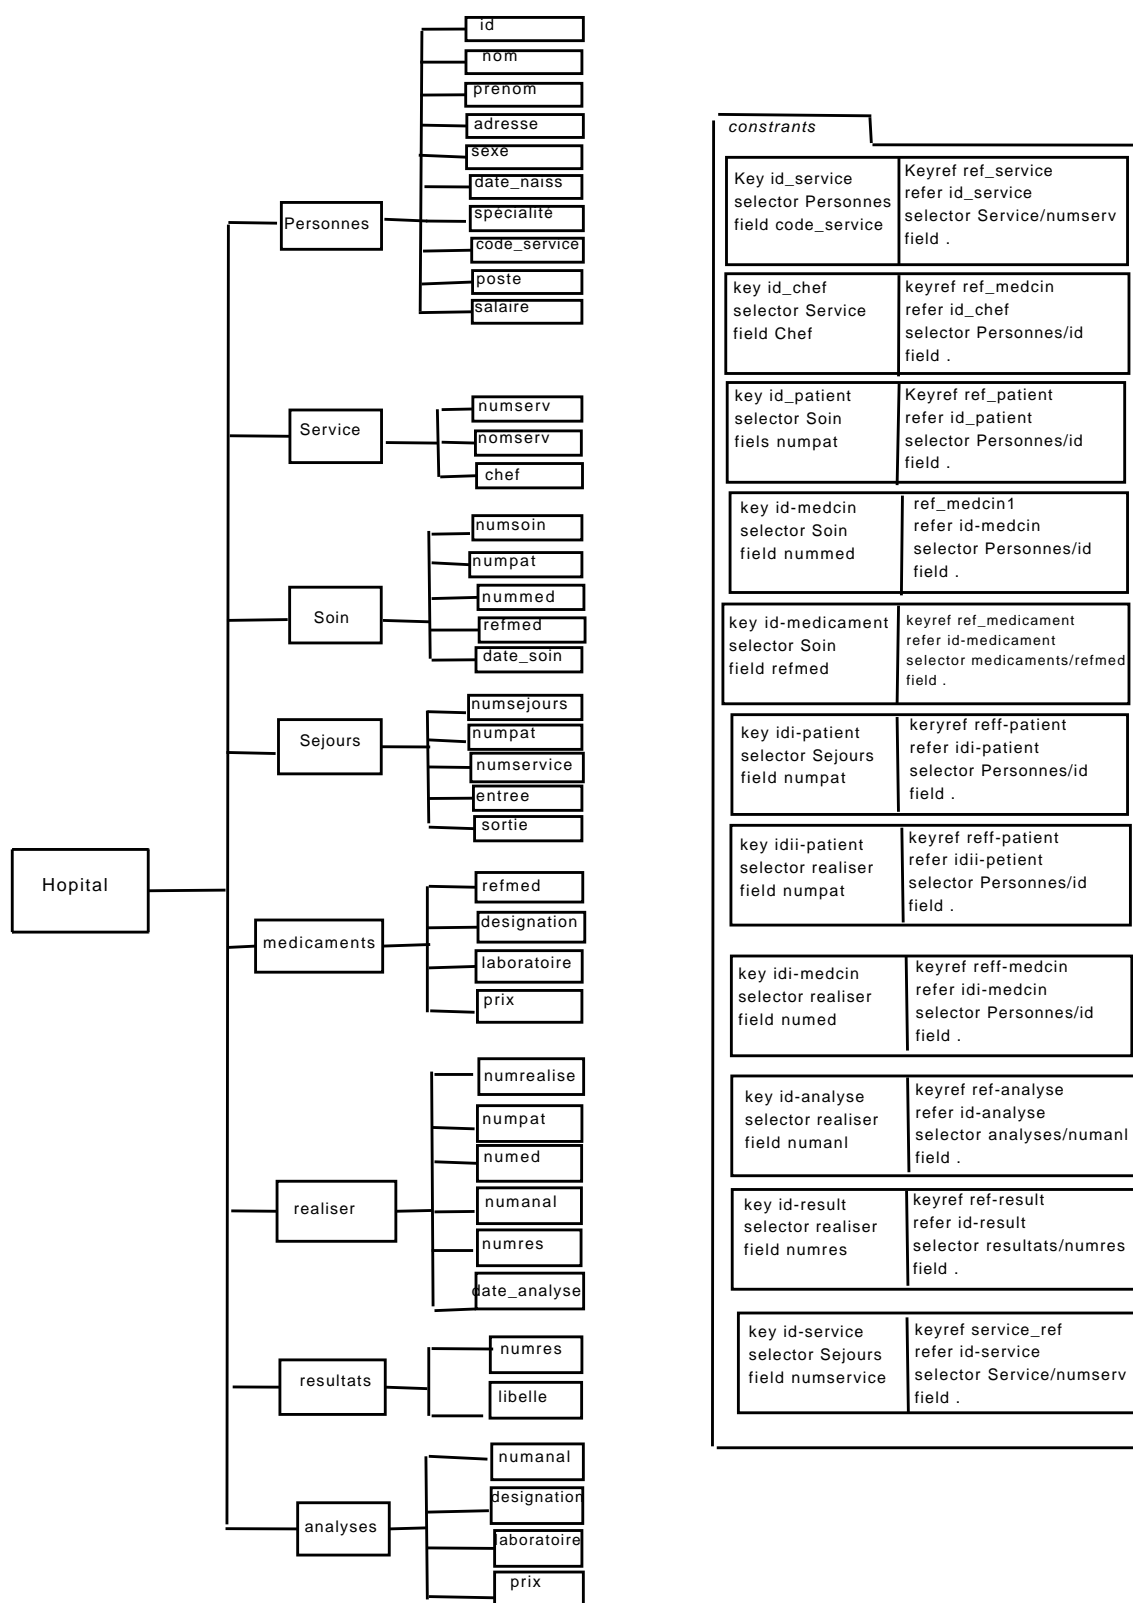 Hopital
Personnes
id
nom
prenom
adresse
sexe
date_naiss
spécialité
code_service
poste
salaire
Service
numserv
nomserv
chef
Soin
numsoin
numpat
nummed
refmed
date_soin
Sejours
numsejours
numpat
numservice
entree
sortie
medicaments
refmed
designation
laboratoire
prix
realiser
numrealise
numpat
numed
numanal
numres
date_analyse
resultats
numres
libelle
analyses
numanal
designation
laboratoire
prix
constrants
Key id_service
selector Personnes
field code_service
Keyref ref_service
refer id_service
selector Service/numserv
field .
key id_chef
selector Service
field Chef
keyref ref_medcin
refer id_chef
selector Personnes/id
field .
key id_patient
selector Soin
fiels numpat
Keyref ref_patient
refer id_patient
selector Personnes/id
field .
key id-medcin
selector Soin
field nummed
ref_medcin1
refer id-medcin
selector Personnes/id
field .
key id-medicament
selector Soin
field refmed
keyref ref_medicament
refer id-medicament
selector medicaments/refmed
field .
key idi-patient
selector Sejours
field numpat
keryref reff-patient
refer idi-patient
selector Personnes/id
field .
key idii-patient
selector realiser
field numpat
keyref reff-patient
refer idii-petient
selector Personnes/id
field .
key idi-medcin
selector realiser
field numed
keyref reff-medcin
refer idi-medcin
selector Personnes/id
field .
key id-analyse
selector realiser
field numanl
keyref ref-analyse
refer id-analyse
selector analyses/numanl
field .
key id-result
selector realiser
field numres
keyref ref-result
refer id-result
selector resultats/numres
field .
key id-service
selector Sejours
field numservice
keyref service_ref
refer id-service
selector Service/numserv
field .